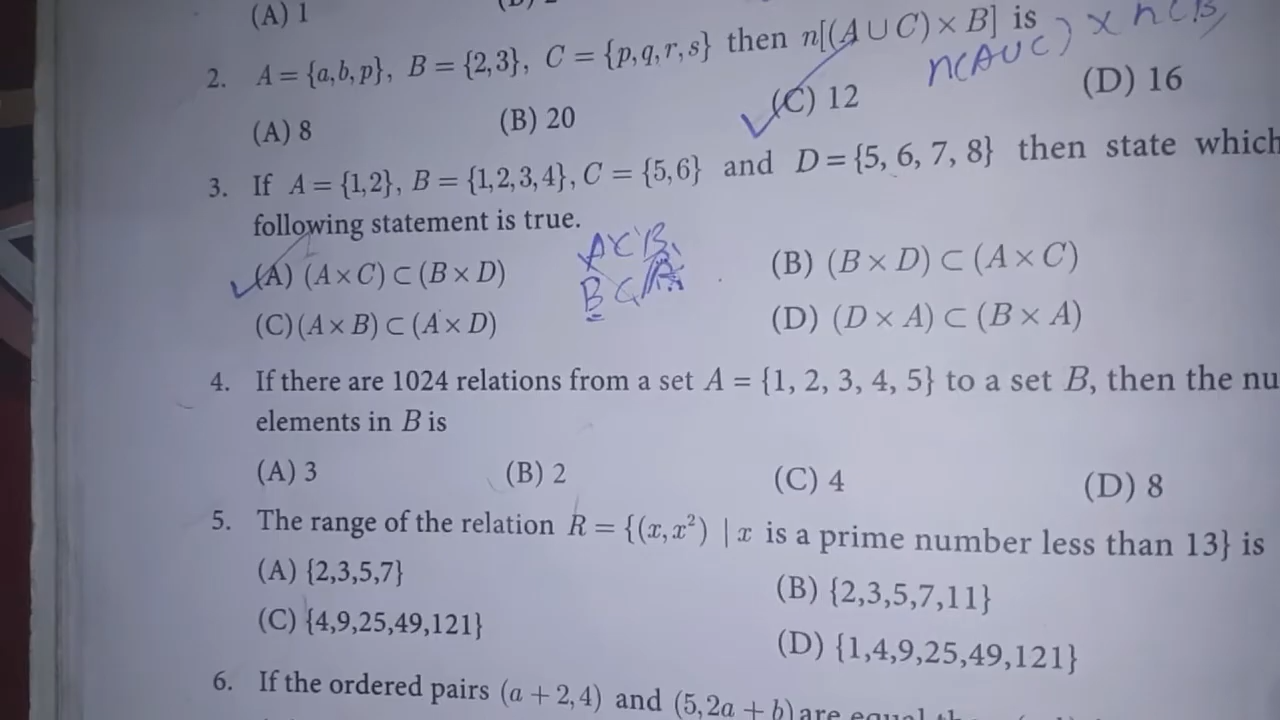 (A) 1
2. A = {a,b,p}, B = {2,3}, C = {p,q,r,s} then n[(A ∪ C) × B] is
n(A∪C) × n(B)
(A) 8 (B) 20 (C) 12 (D) 16
3. If A = {1,2}, B = {1,2,3,4}, C = {5,6} and D = {5, 6, 7, 8} then state which
following statement is true.
(A) (A×C) ⊂ (B×D) (B) (B×D) ⊂ (A×C)
(C) (A×B) ⊂ (A×D) (D) (D×A) ⊂ (B×A)
4. If there are 1024 relations from a set A = {1, 2, 3, 4, 5} to a set B, then the nu
elements in B is
(A) 3 (B) 2 (C) 4 (D) 8
5. The range of the relation R = {(x,x²) | x is a prime number less than 13} is
(A) {2,3,5,7} (B) {2,3,5,7,11}
(C) {4,9,25,49,121} (D) {1,4,9,25,49,121}
6. If the ordered pairs (a + 2,4) and (5,2a + b) are equal